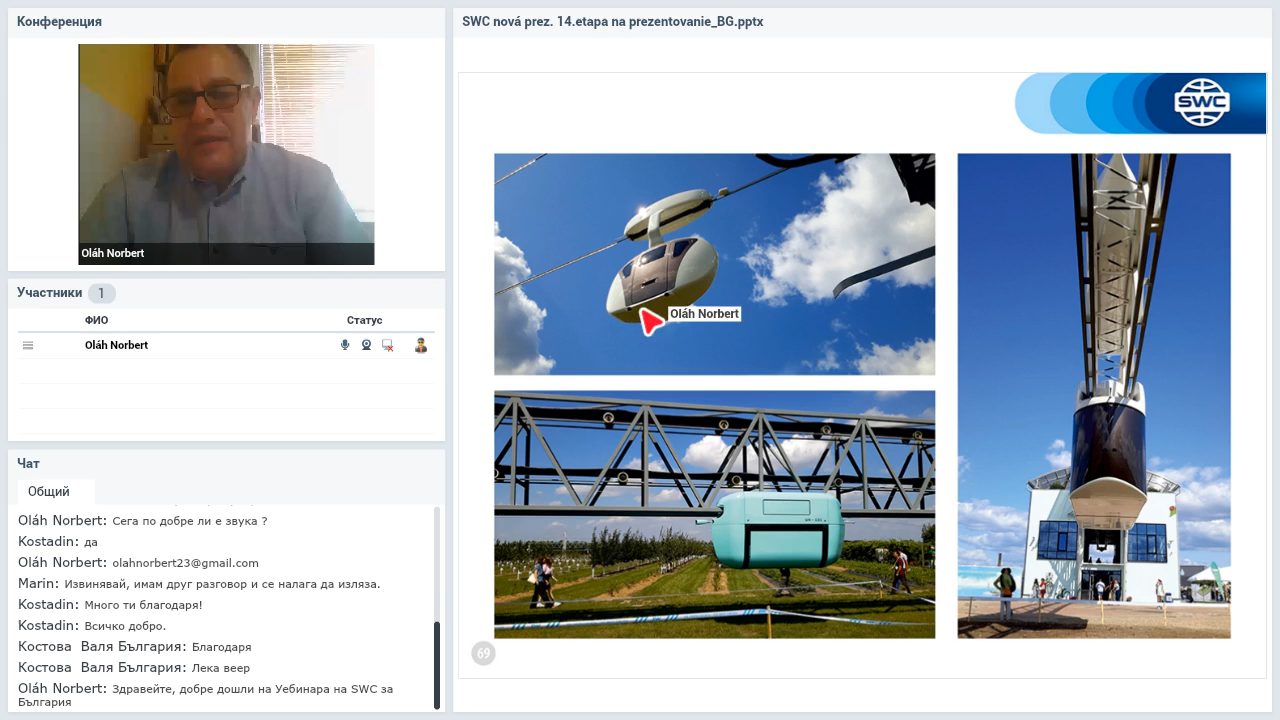 Конференция
Oláh Norbert
Участники 1
ФИО Статус
Oláh Norbert
Чат
Общий
Oláh Norbert: Сега по добре ли е звука ?
Kostadin: да
Oláh Norbert: olahnorbert23@gmail.com
Marin: Извинявай, имам друг разговор и се налага да изляза.
Kostadin: Много ти благодаря!
Kostadin: Всичко добро.
Костова Валя България: Благодаря
Костова Валя България: Лека веер
Oláh Norbert: Здравейте, добре дошли на Уебинара на SWC за
България
SWC nová prez. 14.etapa na prezentovanie_BG.pptx
SWC
Oláh Norbert
69